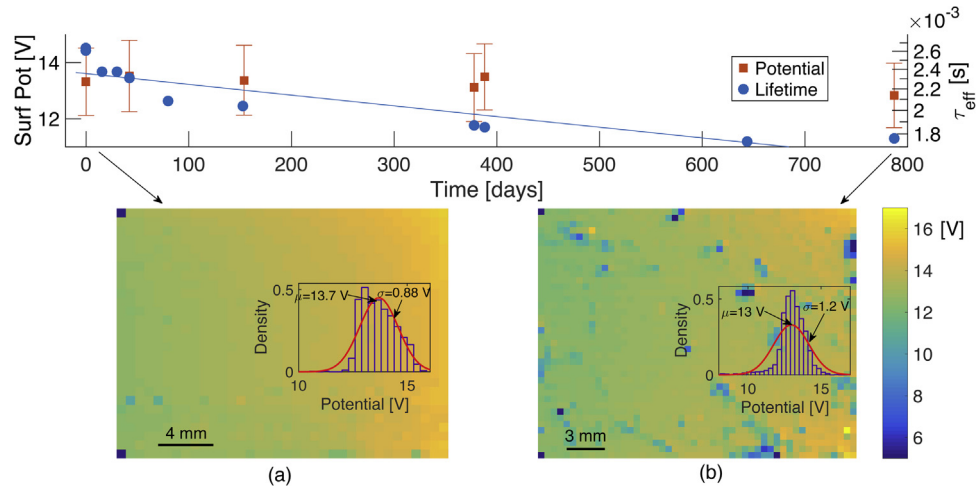 ×10⁻³
Surf Pot [V]
14
12
Potential
Lifetime
2.6
2.4
2.2
2
1.8
τeff [s]
0 100 200 300 400 500 600 700 800
Time [days]
μ=13.7 V
σ=0.88 V
0.5
0
Density
10 15
Potential [V]
4 mm
(a)
μ=13 V
σ=1.2 V
0.5
0
Density
10 15
Potential [V]
3 mm
(b)
[V]
16
14
12
10
8
6